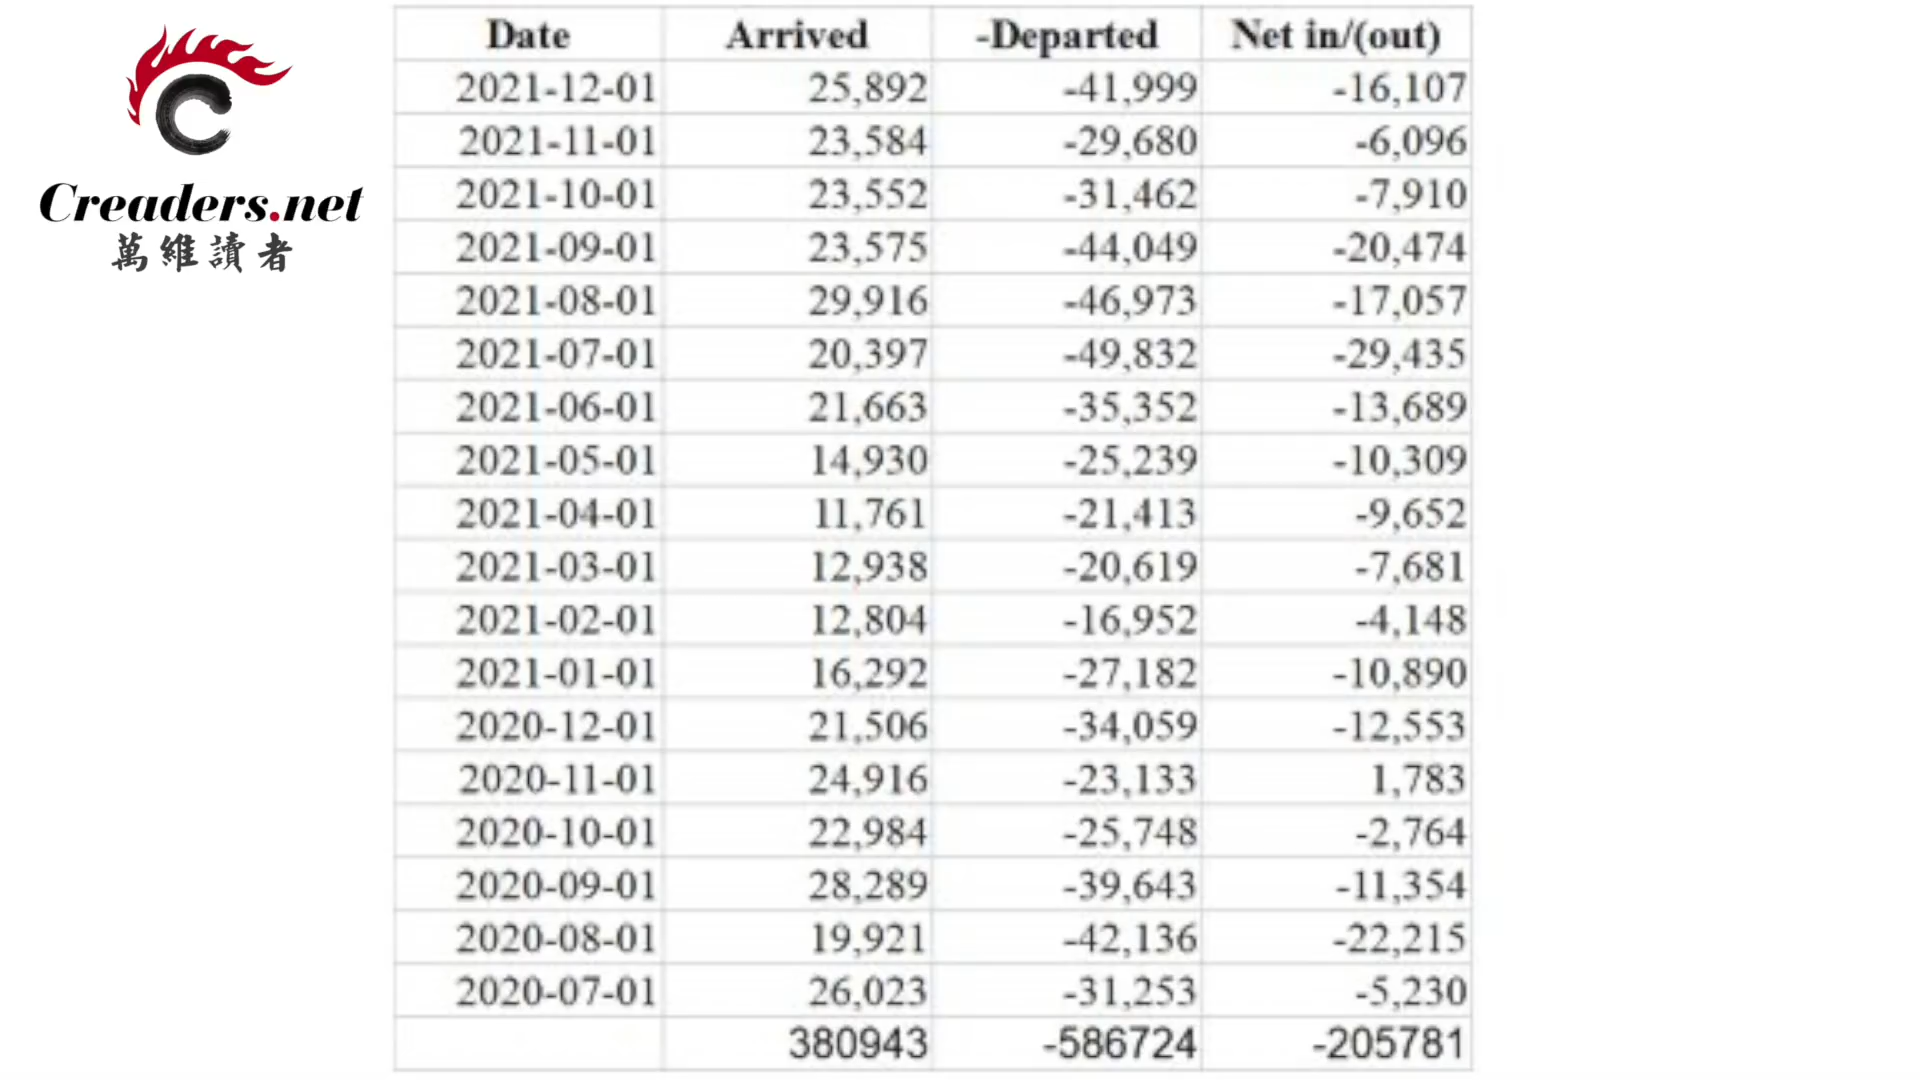 Creaders.net
萬維讀者
Date Arrived -Departed Net in/(out)
2021-12-01 25,892 -41,999 -16,107
2021-11-01 23,584 -29,680 -6,096
2021-10-01 23,552 -31,462 -7,910
2021-09-01 23,575 -44,049 -20,474
2021-08-01 29,916 -46,973 -17,057
2021-07-01 20,397 -49,832 -29,435
2021-06-01 21,663 -35,352 -13,689
2021-05-01 14,930 -25,239 -10,309
2021-04-01 11,761 -21,413 -9,652
2021-03-01 12,938 -20,619 -7,681
2021-02-01 12,804 -16,952 -4,148
2021-01-01 16,292 -27,182 -10,890
2020-12-01 21,506 -34,059 -12,553
2020-11-01 24,916 -23,133 1,783
2020-10-01 22,984 -25,748 -2,764
2020-09-01 28,289 -39,643 -11,354
2020-08-01 19,921 -42,136 -22,215
2020-07-01 26,023 -31,253 -5,230
380943 -586724 -205781